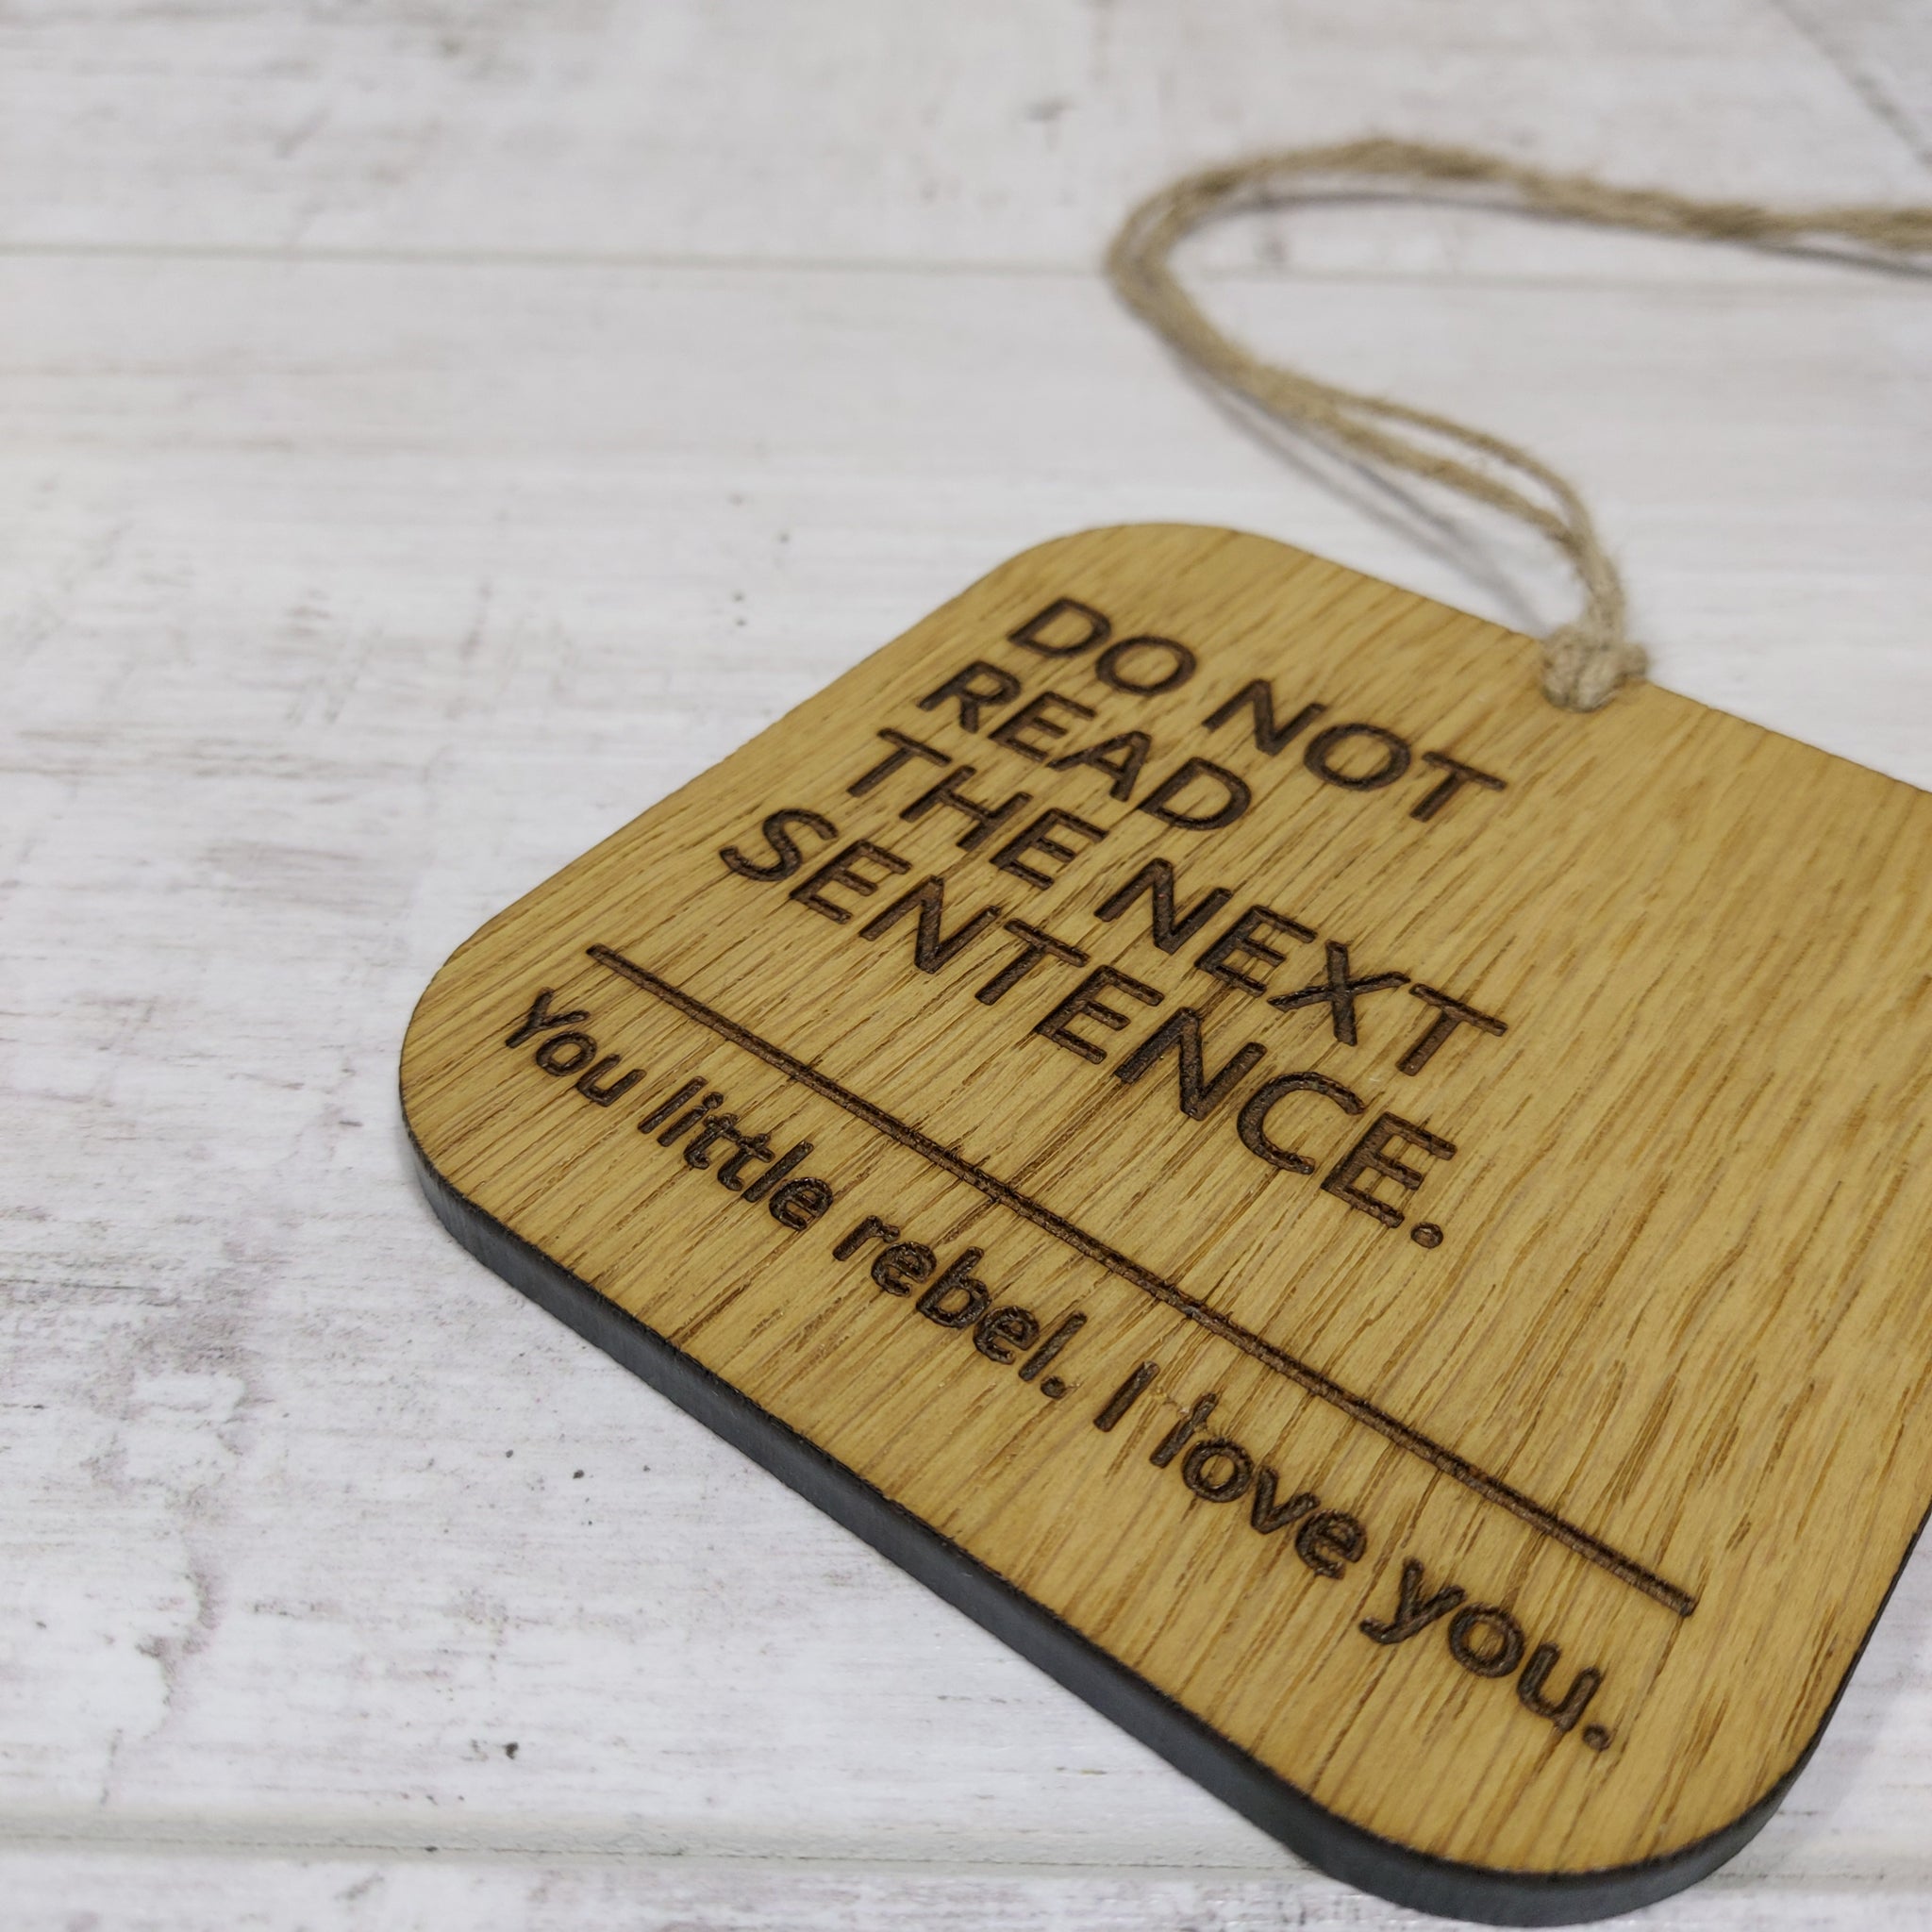 DO NOT
READ
THE NEXT
SENTENCE.
You little rebel. I love you.